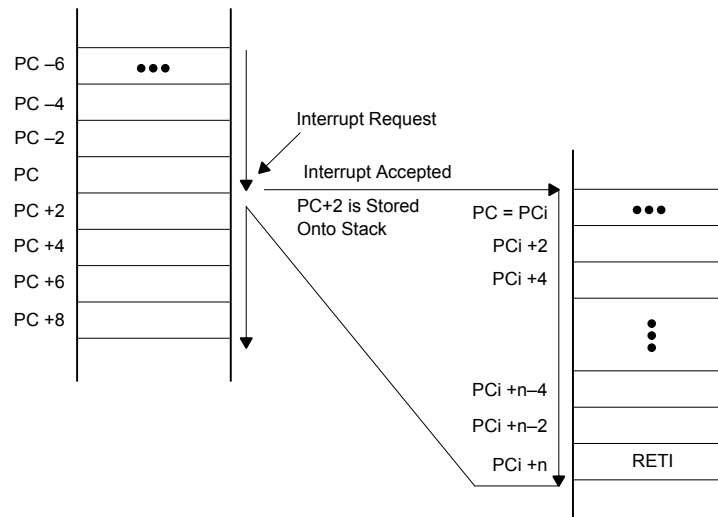 PC –6
PC –4
PC –2
PC
PC +2
PC +4
PC +6
PC +8
Interrupt Request
Interrupt Accepted
PC+2 is Stored
Onto Stack
PC = PCi
PCi +2
PCi +4
PCi +n–4
PCi +n–2
PCi +n
RETI